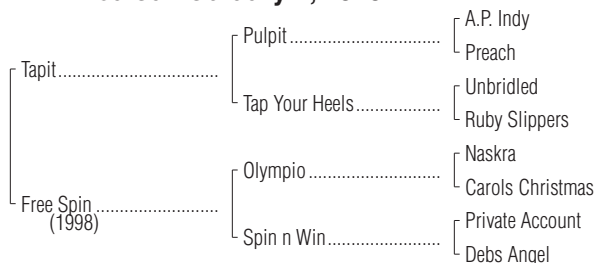 A.P. Indy
Pulpit........................................
Preach
Tapit..........................................
Unbridled
Tap Your Heels......................
Ruby Slippers
Naskra
Olympio...................................
Carols Christmas
Free Spin................................
(1998)
Private Account
Spin n Win..............................
Debs Angel